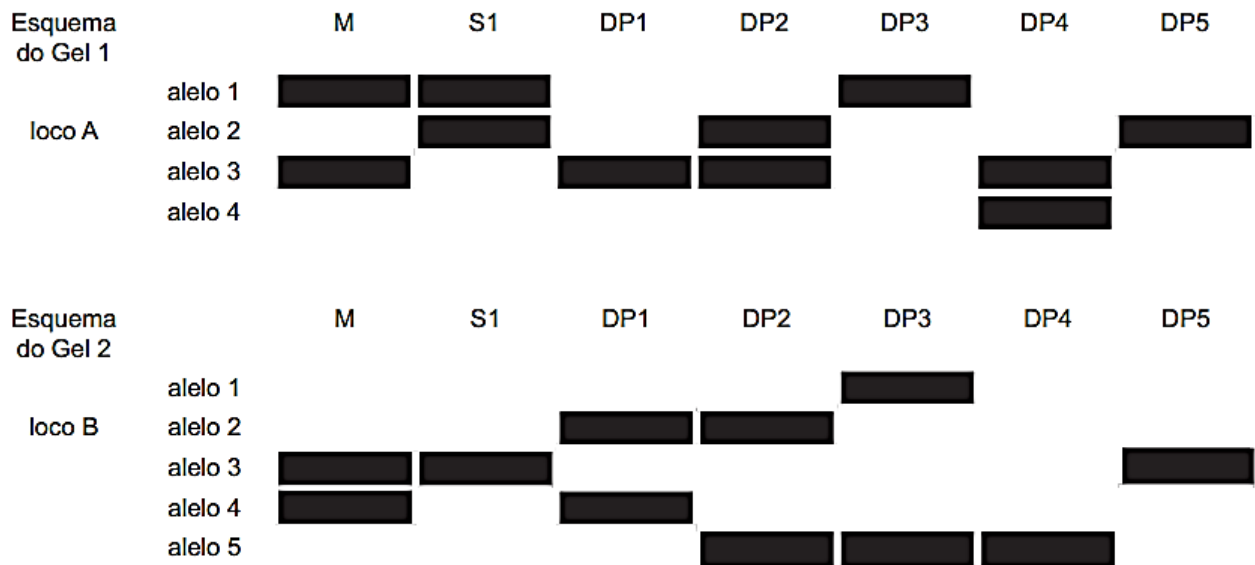 Esquema do Gel 1 M S1 DP1 DP2 DP3 DP4 DP5
alelo 1
loco A alelo 2
alelo 3
alelo 4
Esquema do Gel 2 M S1 DP1 DP2 DP3 DP4 DP5
alelo 1
loco B alelo 2
alelo 3
alelo 4
alelo 5